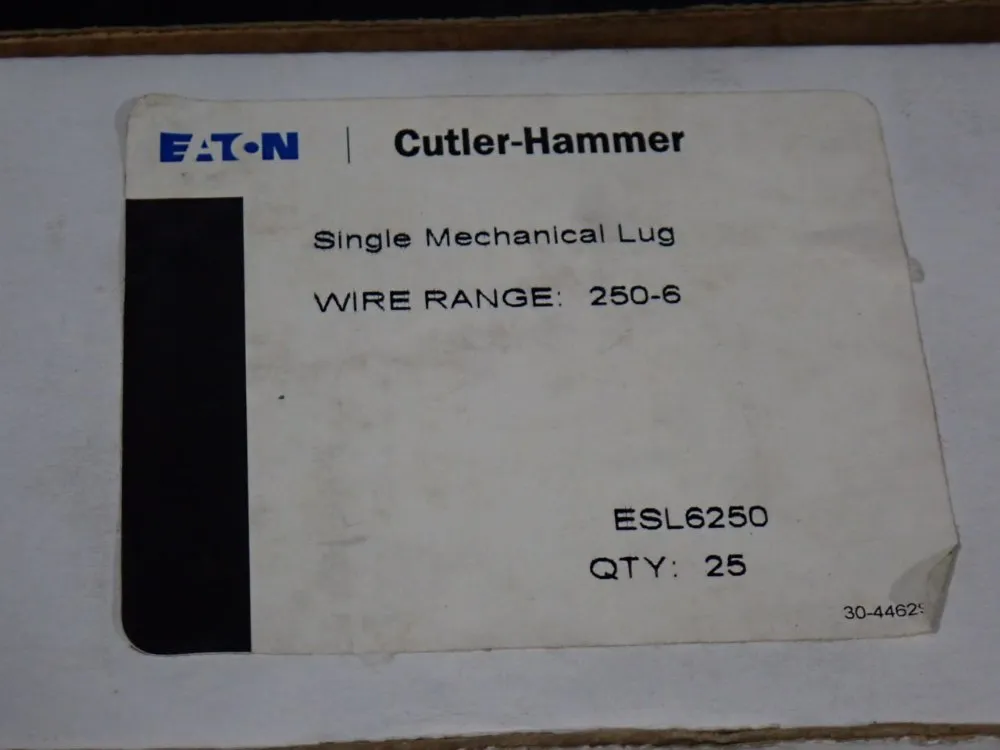 EATON | Cutler-Hammer
Single Mechanical Lug
WIRE RANGE: 250-6
ESL6250
QTY: 25